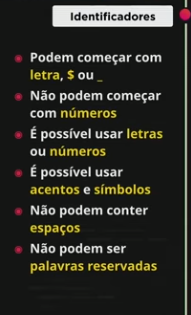 Identificadores
Podem começar com
letra, $ ou _
Não podem começar
com números
É possível usar letras
ou números
É possível usar
acentos e símbolos
Não podem conter
espaços
Não podem ser
palavras reservadas